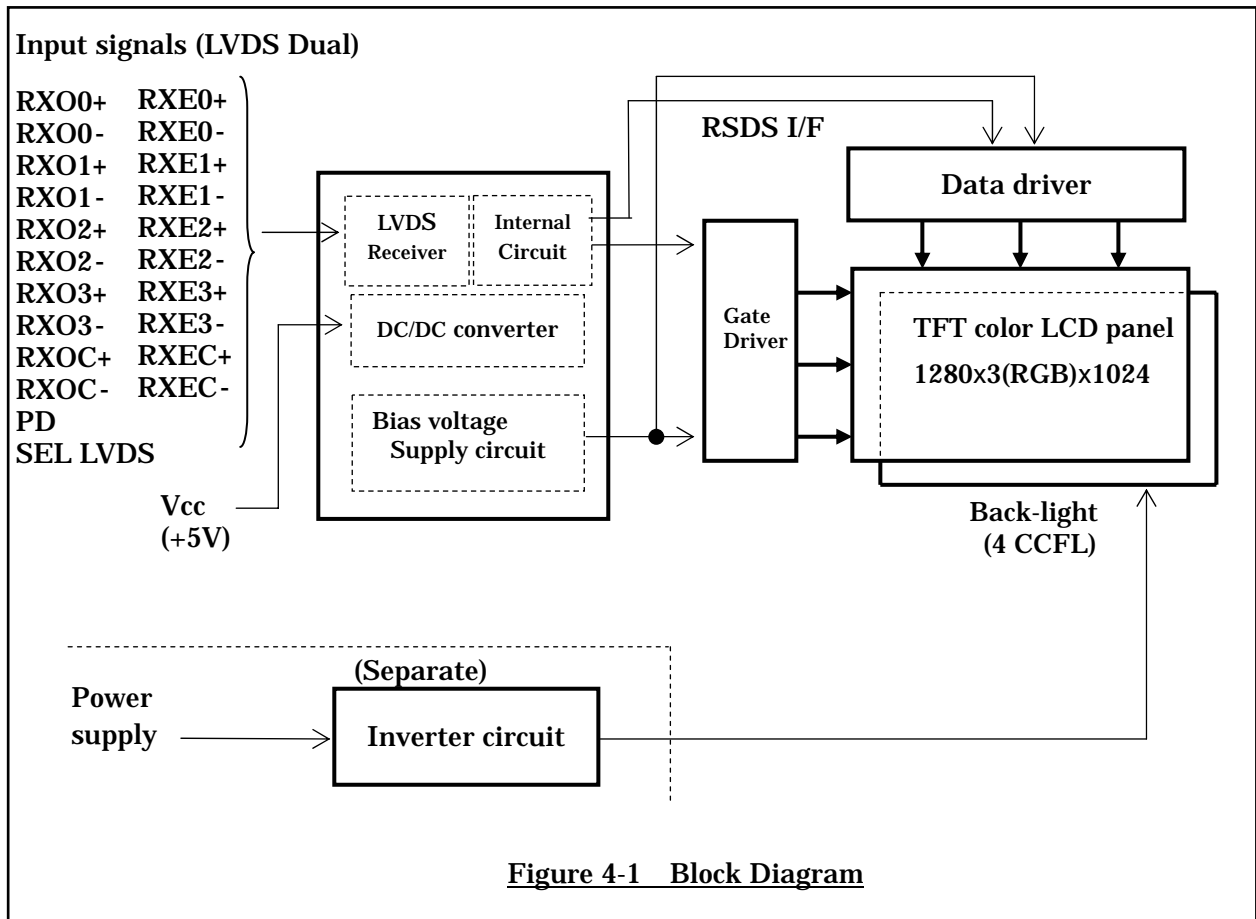 Input signals (LVDS Dual)
RXO0+ RXE0+
RXO0- RXE0-
RXO1+ RXE1+
RXO1- RXE1-
RXO2+ RXE2+
RXO2- RXE2-
RXO3+ RXE3+
RXO3- RXE3-
RXOC+ RXEC+
RXOC- RXEC-
PD
SEL LVDS
Vcc
(+5V)
LVDS
Receiver
Internal
Circuit
DC/DC converter
Bias voltage
Supply circuit
RSDS I/F
Data driver
Gate
Driver
TFT color LCD panel
1280x3(RGB)x1024
Back-light
(4 CCFL)
(Separate)
Power
supply
Inverter circuit
Figure 4-1 Block Diagram